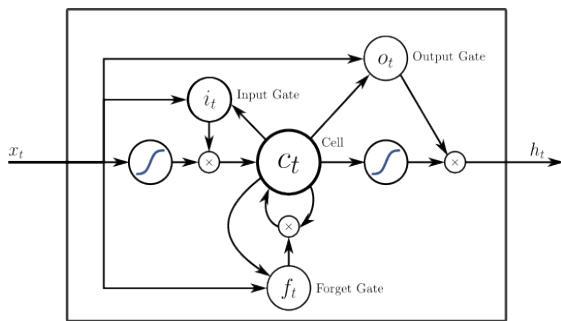 o_t
Output Gate
i_t
Input Gate
x_t
Cell
h_t
×
c_t
×
×
f_t
Forget Gate